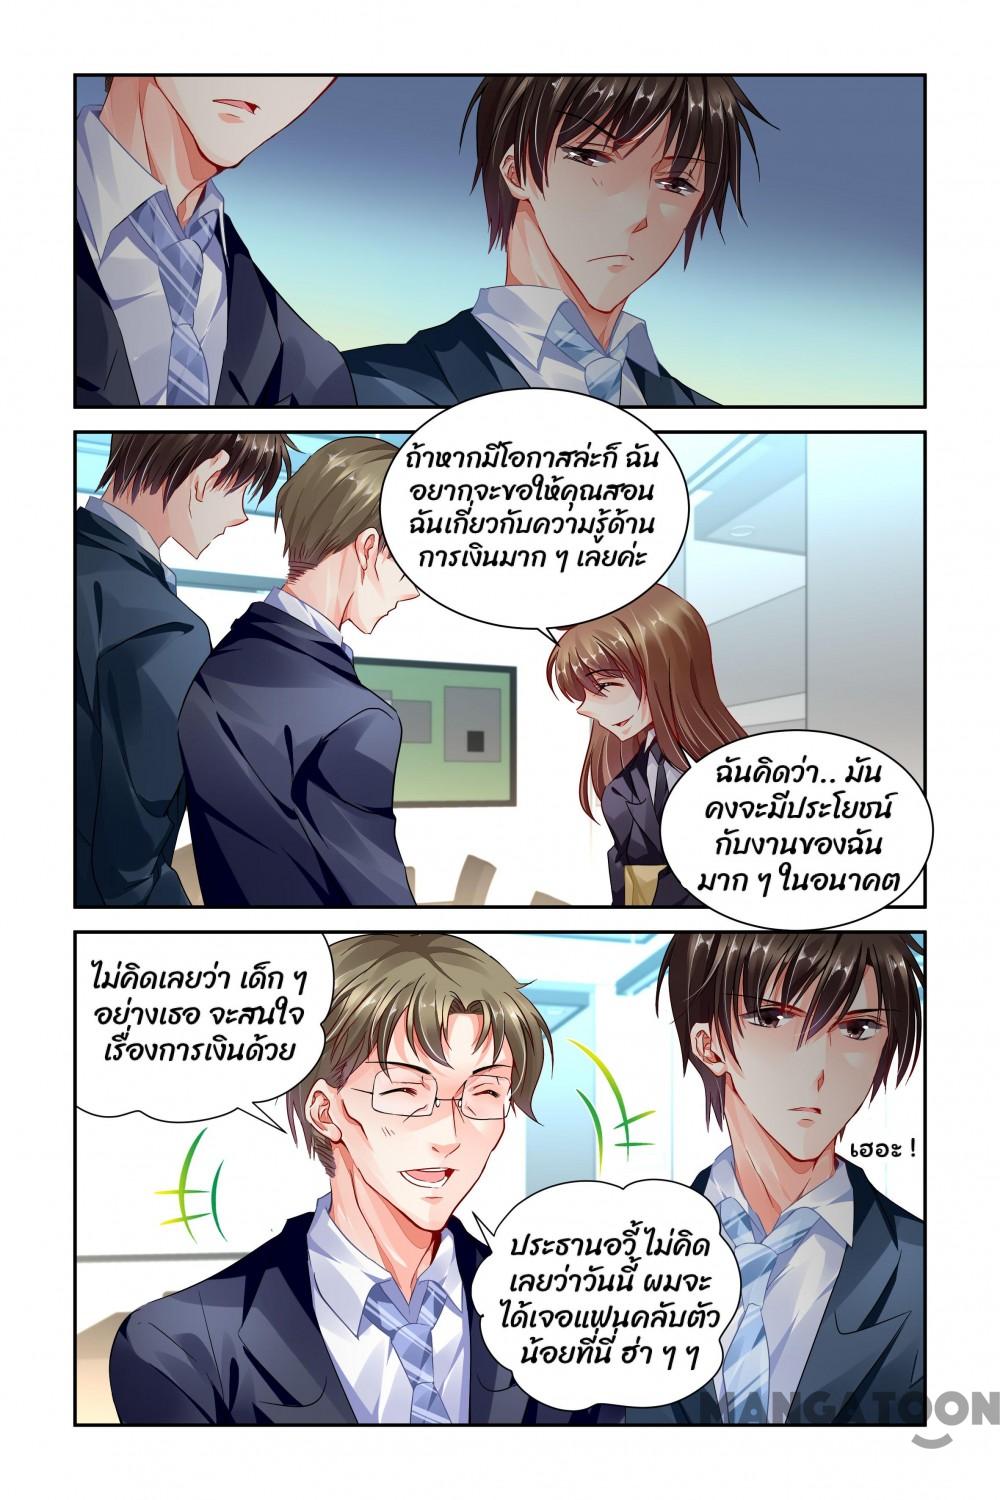 ถ้าหากมีโอกาสล่ะก็ ฉัน
อยากจะขอให้คุณสอน
ฉันเกี่ยวกับความรู้ด้าน
การเงินมาก ๆ เลยค่ะ
ฉันคิดว่า.. มัน
คงจะมีประโยชน์
กับงานของฉัน
มาก ๆ ในอนาคต
ไม่คิดเลยว่า เด็ก ๆ
อย่างเธอ จะสนใจ
เรื่องการเงินด้วย
เฮอะ !
ประธานอวี้ ไม่คิด
เลยว่าวันนี้ ผมจะ
ได้เจอแฟนคลับตัว
น้อยที่นี่ ฮ่า ๆ ๆ
MANGATOON